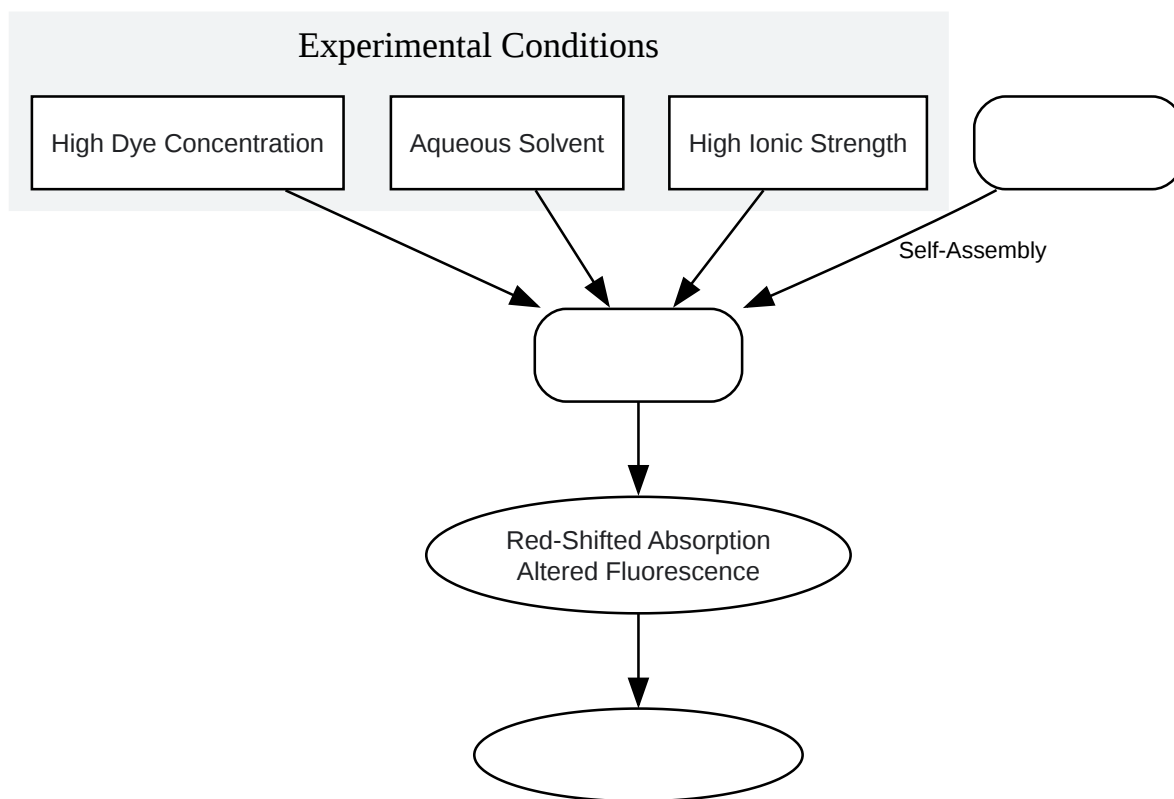 Experimental Conditions
High Dye Concentration
Aqueous Solvent
High Ionic Strength
Self-Assembly
Red-Shifted Absorption
Altered Fluorescence